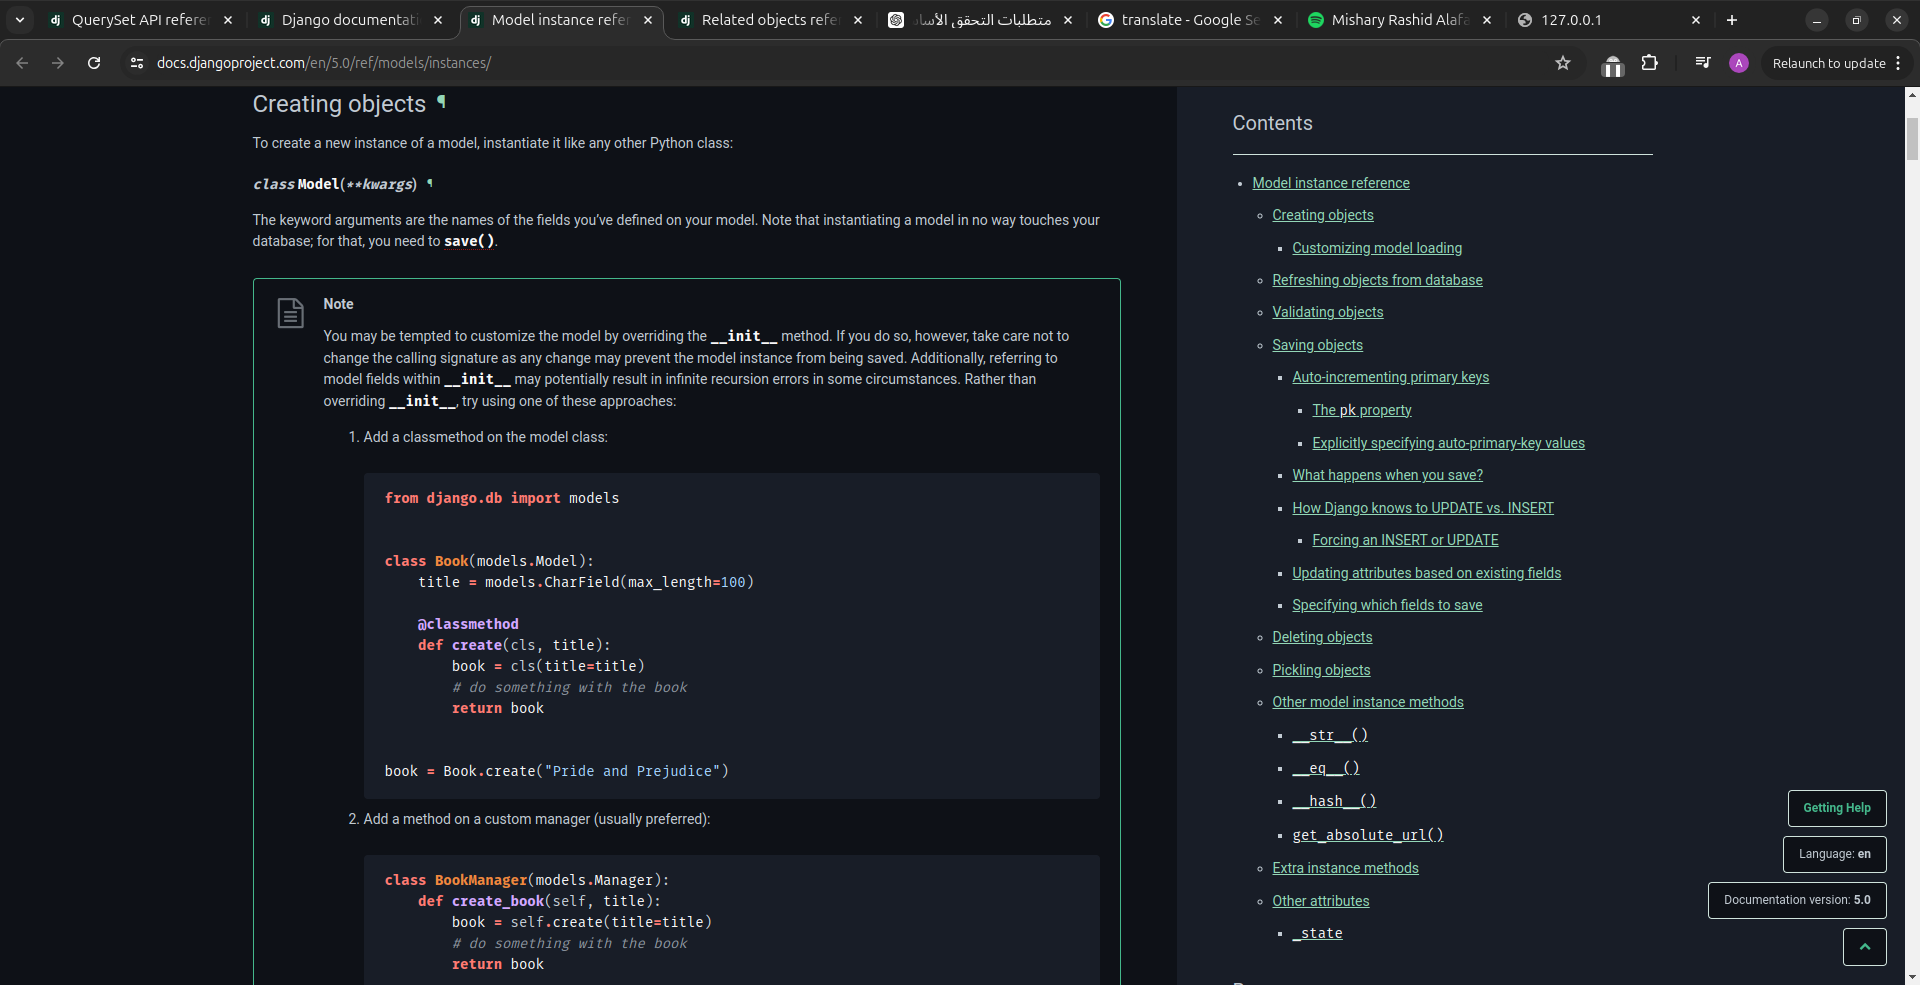 QuerySet API referen
Django documentati
Model instance refer
Related objects refe
متطلبات التحقق الأساس
translate - Google Se
Mishary Rashid Alafa
127.0.0.1
docs.djangoproject.com/en/5.0/ref/models/instances/
A
Relaunch to update
Creating objects ¶
To create a new instance of a model, instantiate it like any other Python class:
class Model(**kwargs) ¶
The keyword arguments are the names of the fields you’ve defined on your model. Note that instantiating a model in no way touches your
database; for that, you need to save().
Note
You may be tempted to customize the model by overriding the __init__ method. If you do so, however, take care not to
change the calling signature as any change may prevent the model instance from being saved. Additionally, referring to
model fields within __init__ may potentially result in infinite recursion errors in some circumstances. Rather than
overriding __init__, try using one of these approaches:
1. Add a classmethod on the model class:
from django.db import models
class Book(models.Model):
    title = models.CharField(max_length=100)
    @classmethod
    def create(cls, title):
        book = cls(title=title)
        # do something with the book
        return book
book = Book.create("Pride and Prejudice")
2. Add a method on a custom manager (usually preferred):
class BookManager(models.Manager):
    def create_book(self, title):
        book = self.create(title=title)
        # do something with the book
        return book
Contents
Model instance reference
Creating objects
Customizing model loading
Refreshing objects from database
Validating objects
Saving objects
Auto-incrementing primary keys
The pk property
Explicitly specifying auto-primary-key values
What happens when you save?
How Django knows to UPDATE vs. INSERT
Forcing an INSERT or UPDATE
Updating attributes based on existing fields
Specifying which fields to save
Deleting objects
Pickling objects
Other model instance methods
__str__()
__eq__()
__hash__()
get_absolute_url()
Extra instance methods
Other attributes
_state
Getting Help
Language: en
Documentation version: 5.0